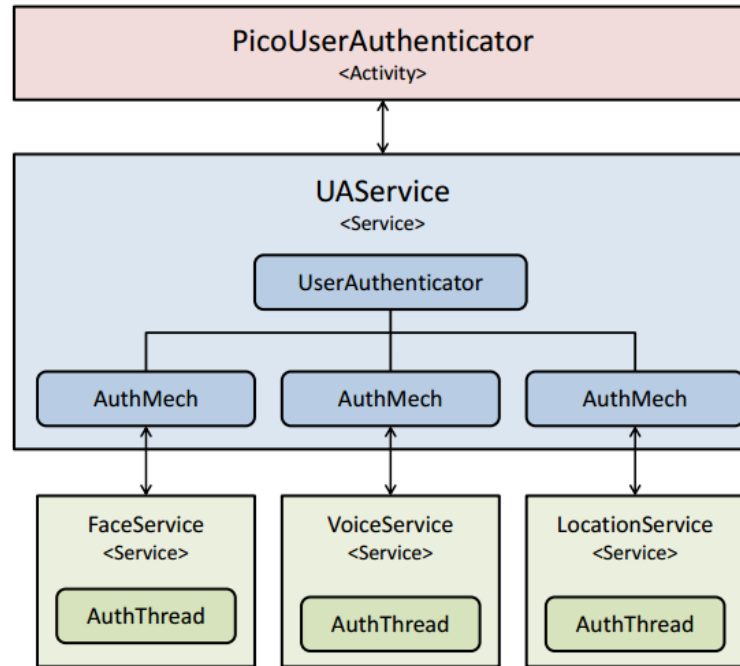 PicoUserAuthenticator
<Activity>
UAService
<Service>
UserAuthenticator
AuthMech
AuthMech
AuthMech
FaceService
<Service>
AuthThread
VoiceService
<Service>
AuthThread
LocationService
<Service>
AuthThread